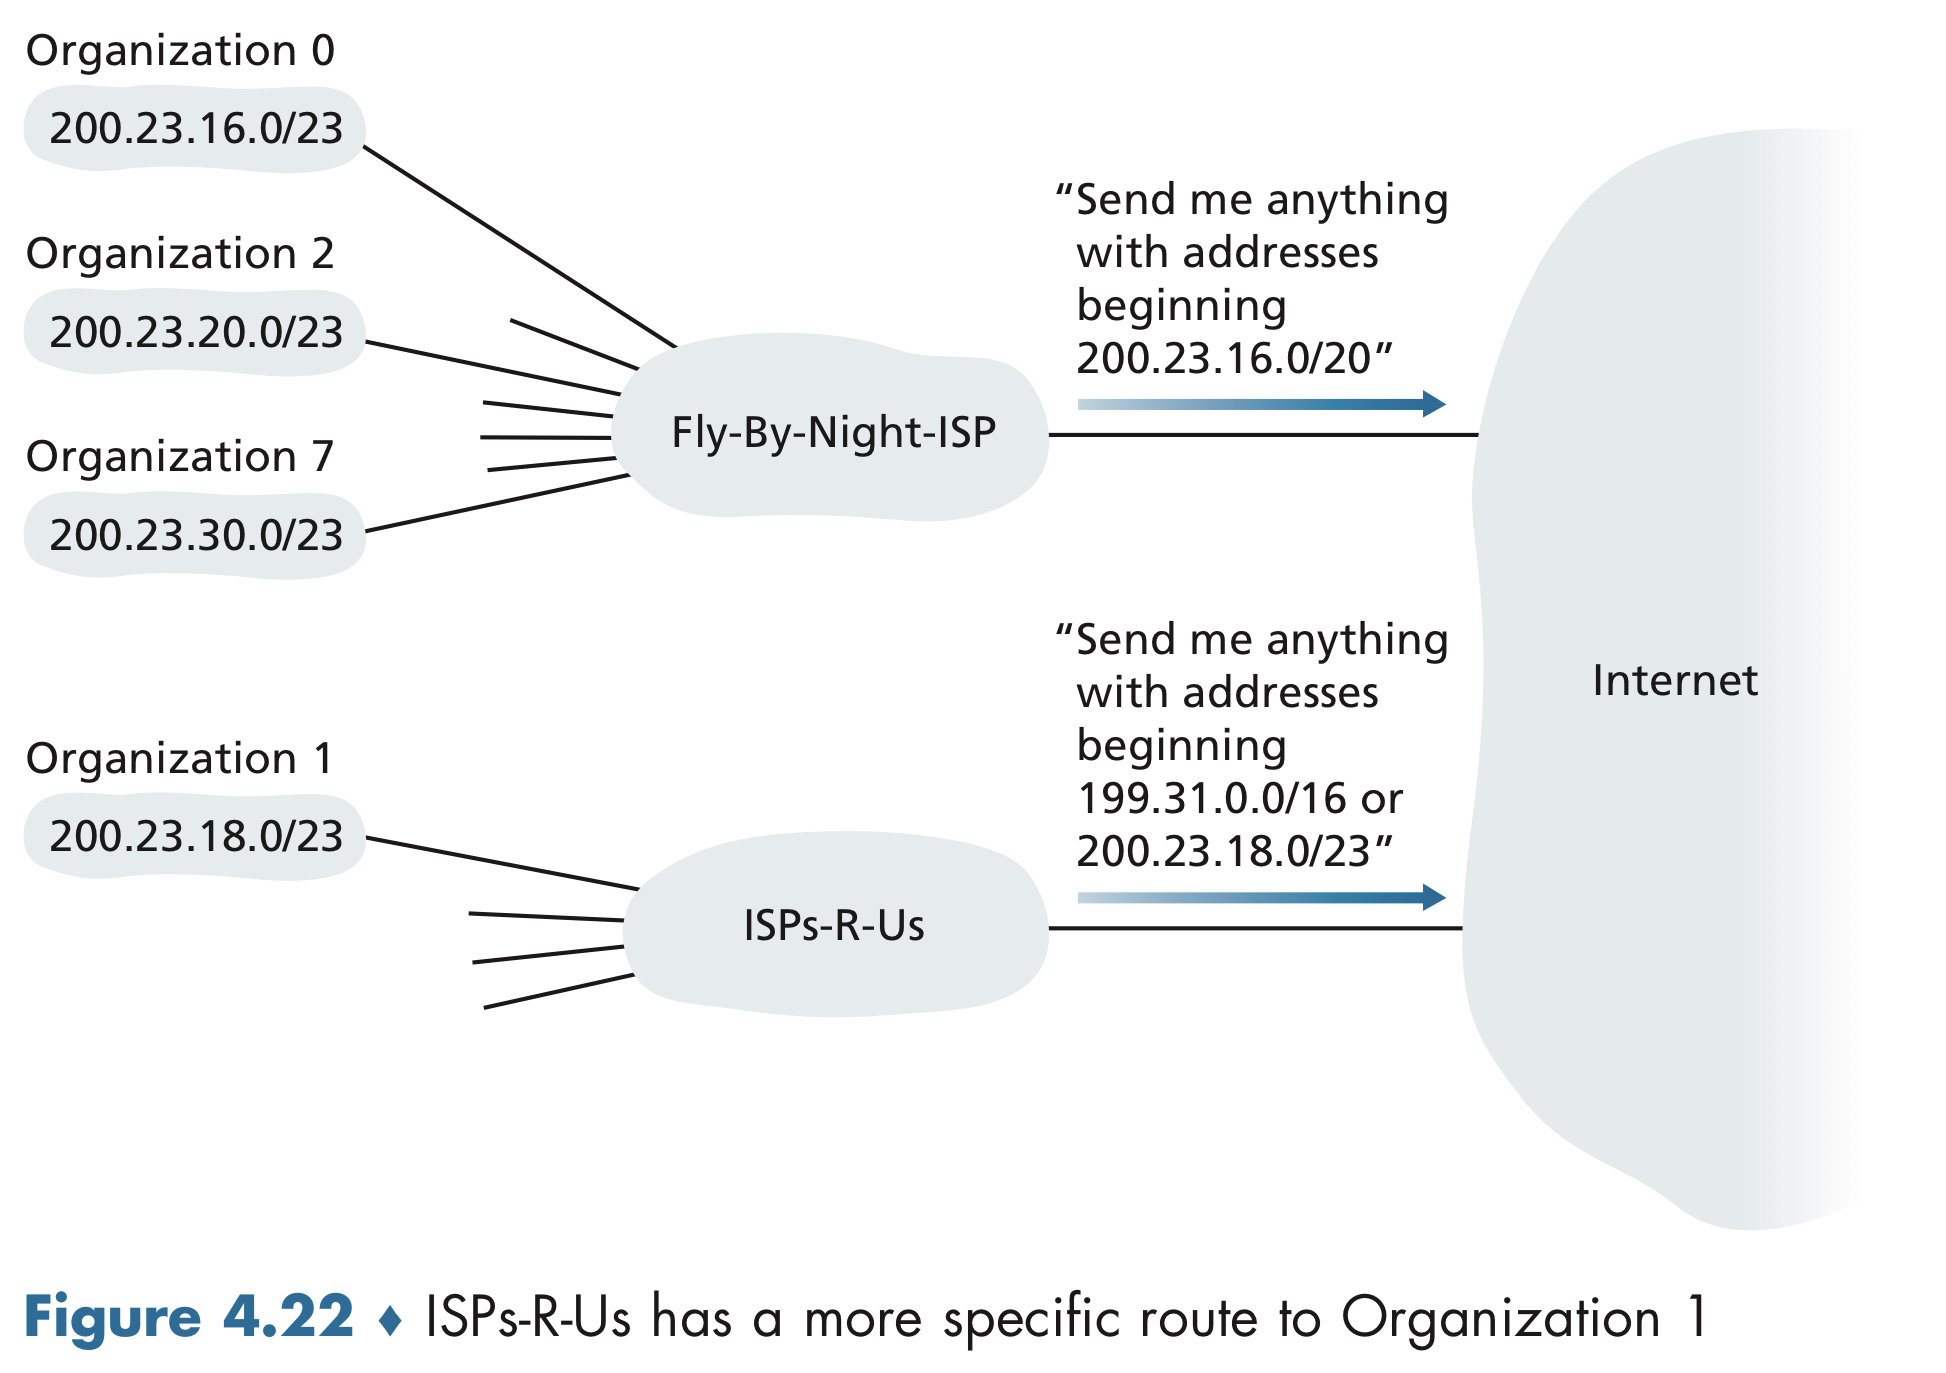 Organization 0
200.23.16.0/23
Organization 2
200.23.20.0/23
Organization 7
200.23.30.0/23
Fly-By-Night-ISP
“Send me anything
with addresses
beginning
200.23.16.0/20”
Organization 1
200.23.18.0/23
ISPs-R-Us
“Send me anything
with addresses
beginning
199.31.0.0/16 or
200.23.18.0/23”
Internet
Figure 4.22 ♦ ISPs-R-Us has a more specific route to Organization 1